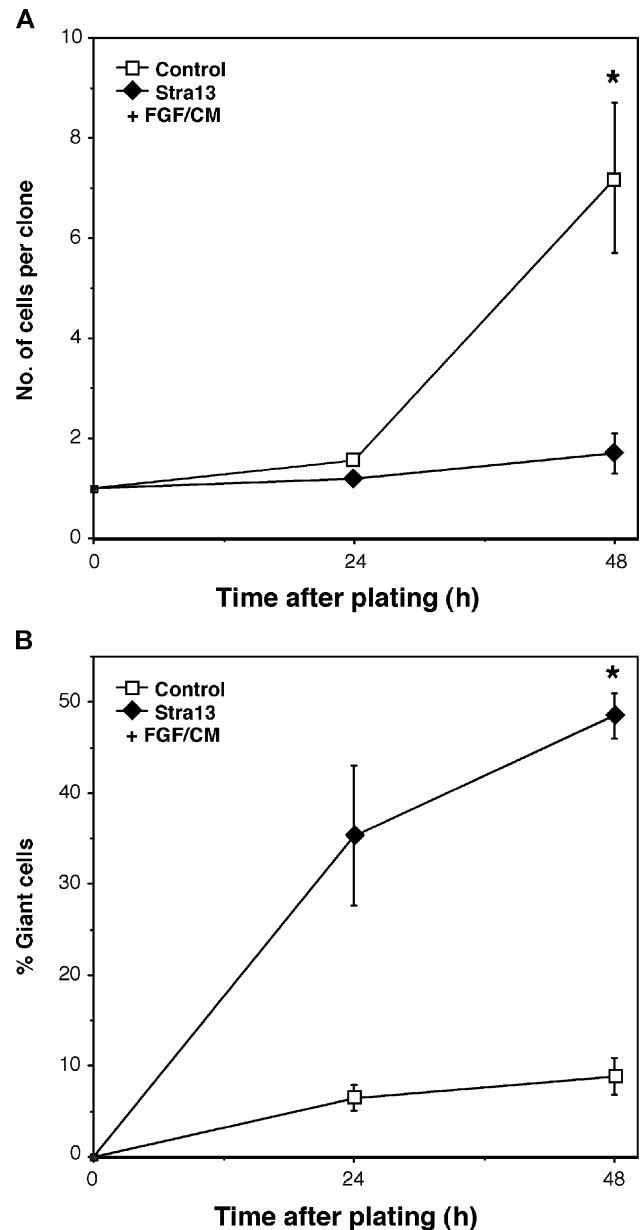 A
10
8
6
4
2
0
Control
Stra13
+ FGF/CM
*
No. of cells per clone
0 24 48
Time after plating (h)
B
50
40
30
20
10
0
Control
Stra13
+ FGF/CM
*
% Giant cells
0 24 48
Time after plating (h)